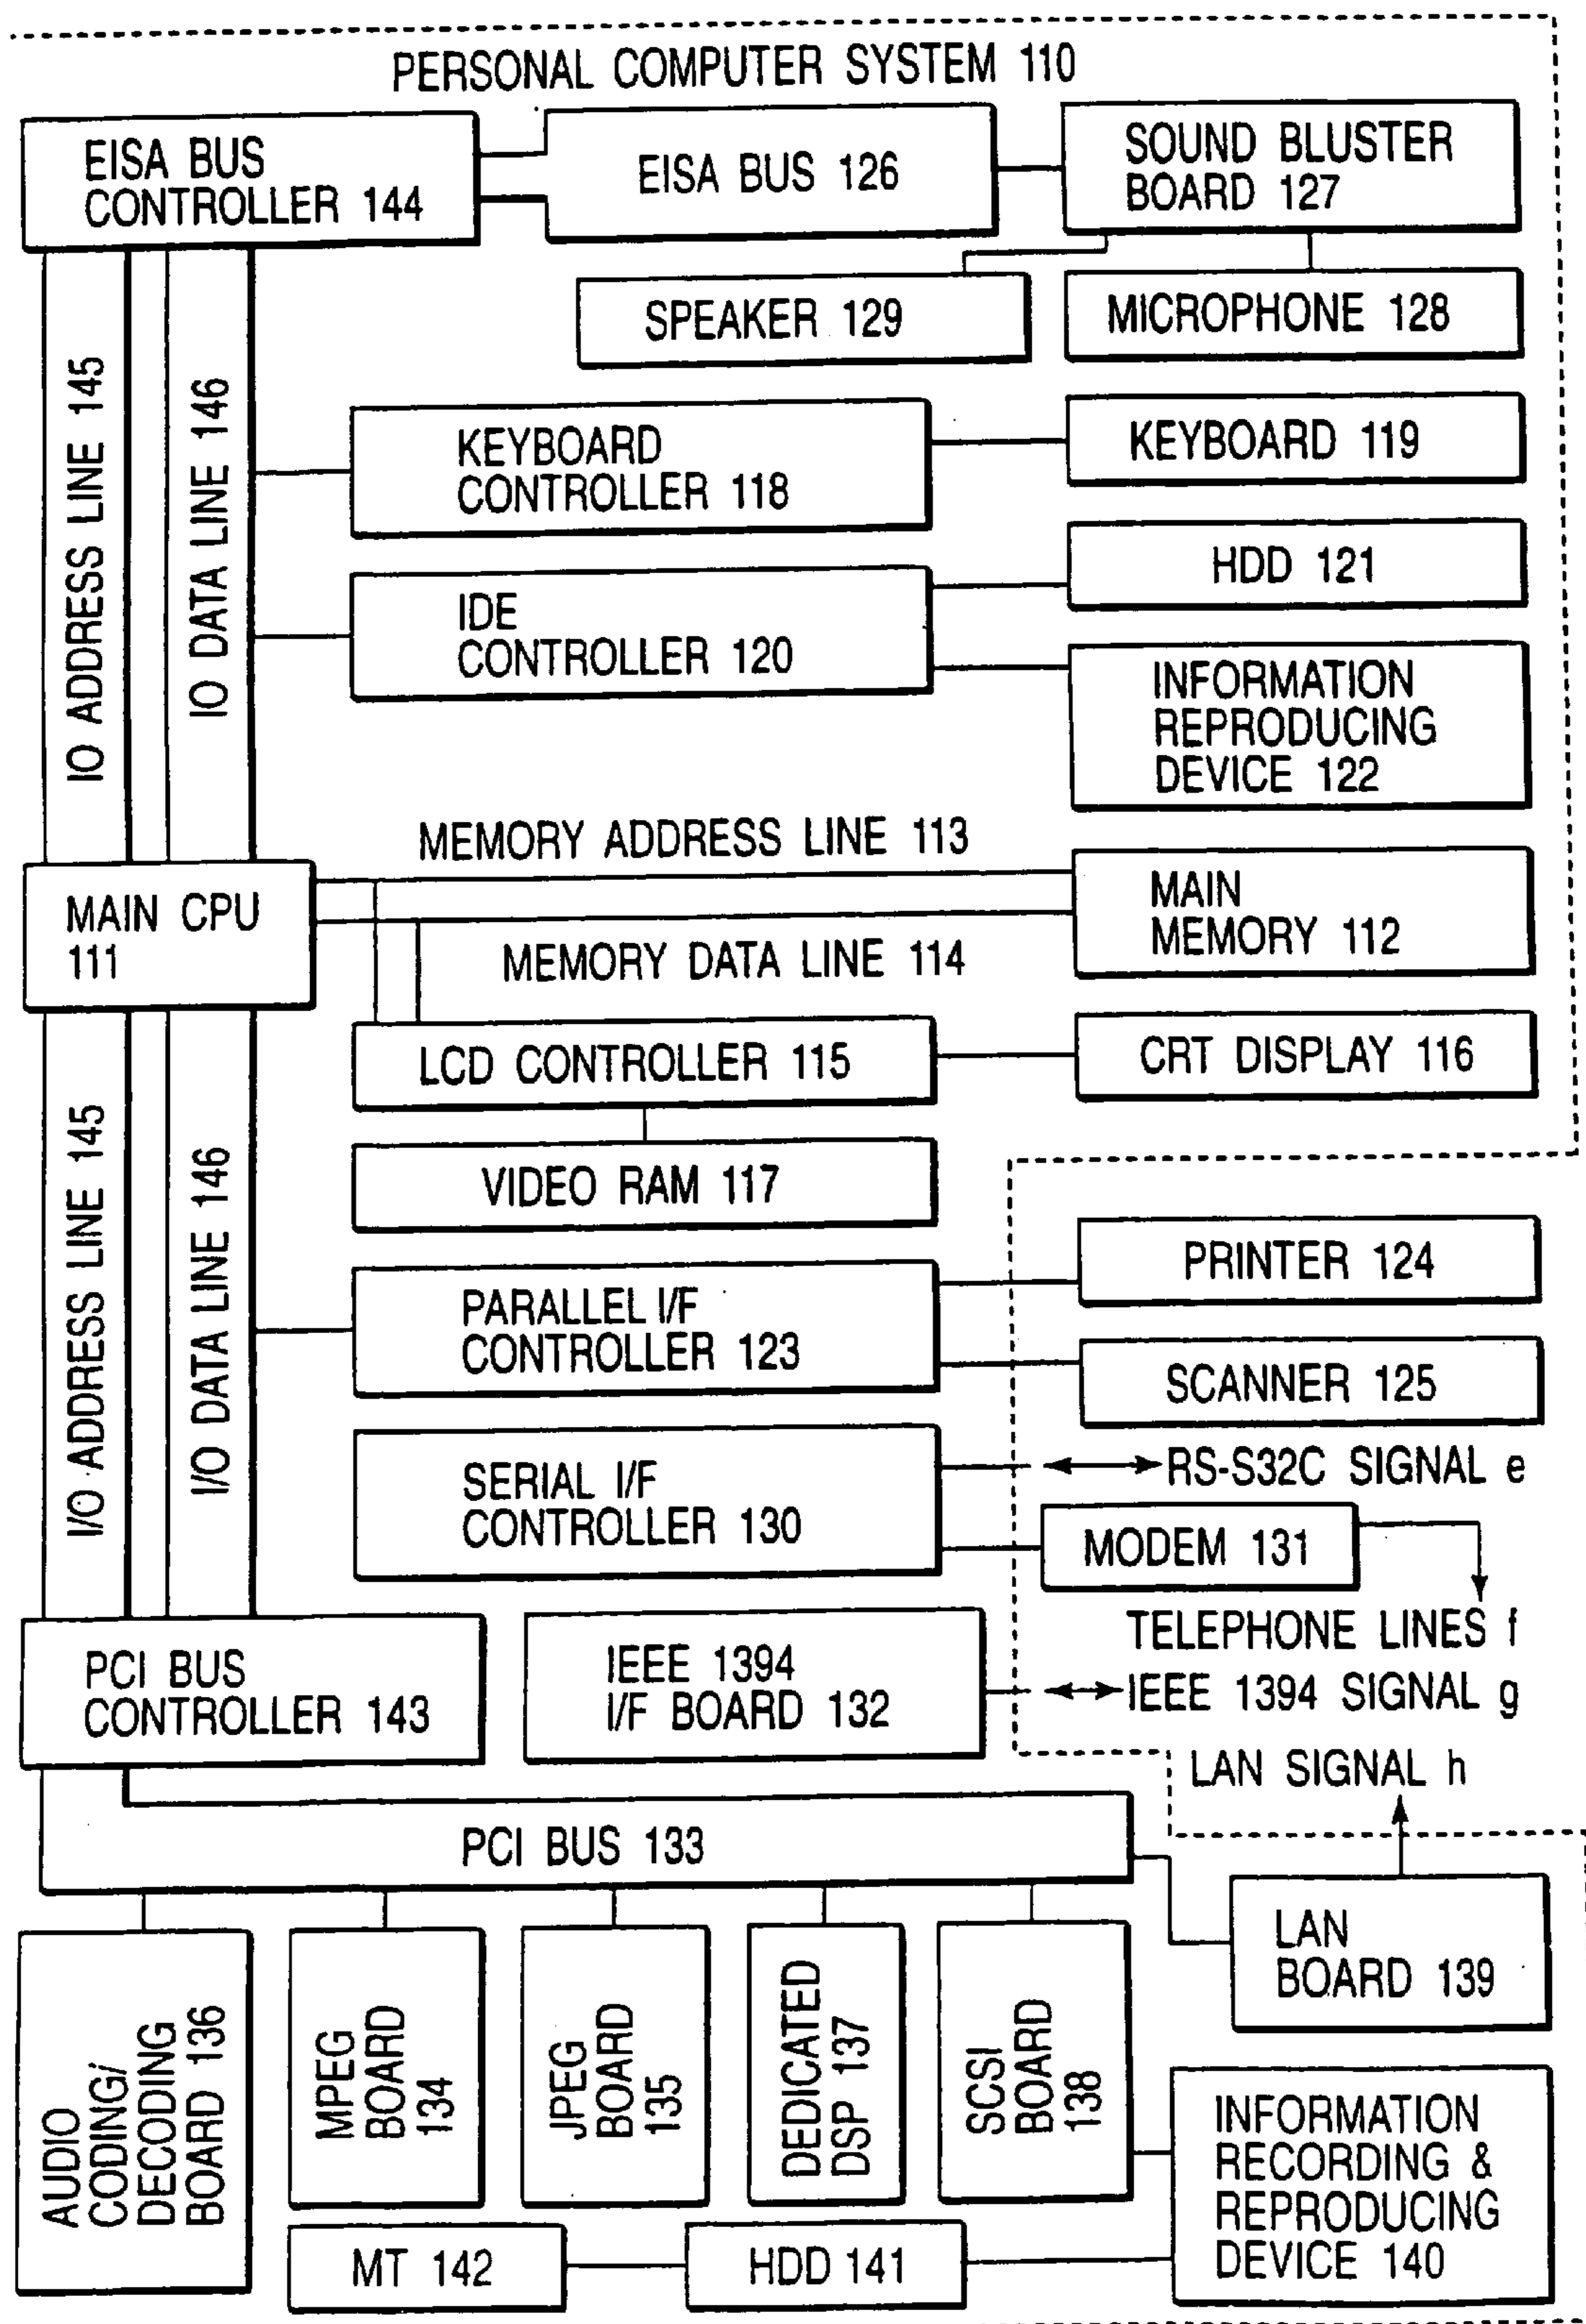 PERSONAL COMPUTER SYSTEM 110
EISA BUS
CONTROLLER 144
EISA BUS 126
SOUND BLUSTER
BOARD 127
SPEAKER 129
MICROPHONE 128
IO ADDRESS LINE 145
IO DATA LINE 146
KEYBOARD
CONTROLLER 118
KEYBOARD 119
IDE
CONTROLLER 120
HDD 121
INFORMATION
REPRODUCING
DEVICE 122
MEMORY ADDRESS LINE 113
MAIN CPU
111
MAIN
MEMORY 112
MEMORY DATA LINE 114
LCD CONTROLLER 115
CRT DISPLAY 116
VIDEO RAM 117
I/O ADDRESS LINE 145
I/O DATA LINE 146
PARALLEL I/F
CONTROLLER 123
PRINTER 124
SCANNER 125
SERIAL I/F
CONTROLLER 130
RS-S32C SIGNAL e
MODEM 131
TELEPHONE LINES f
PCI BUS
CONTROLLER 143
IEEE 1394
I/F BOARD 132
IEEE 1394 SIGNAL g
LAN SIGNAL h
PCI BUS 133
LAN
BOARD 139
AUDIO
CODING/
DECODING
BOARD 136
MPEG
BOARD
134
JPEG
BOARD
135
DEDICATED
DSP 137
SCSI
BOARD
138
INFORMATION
RECORDING &
REPRODUCING
DEVICE 140
MT 142
HDD 141